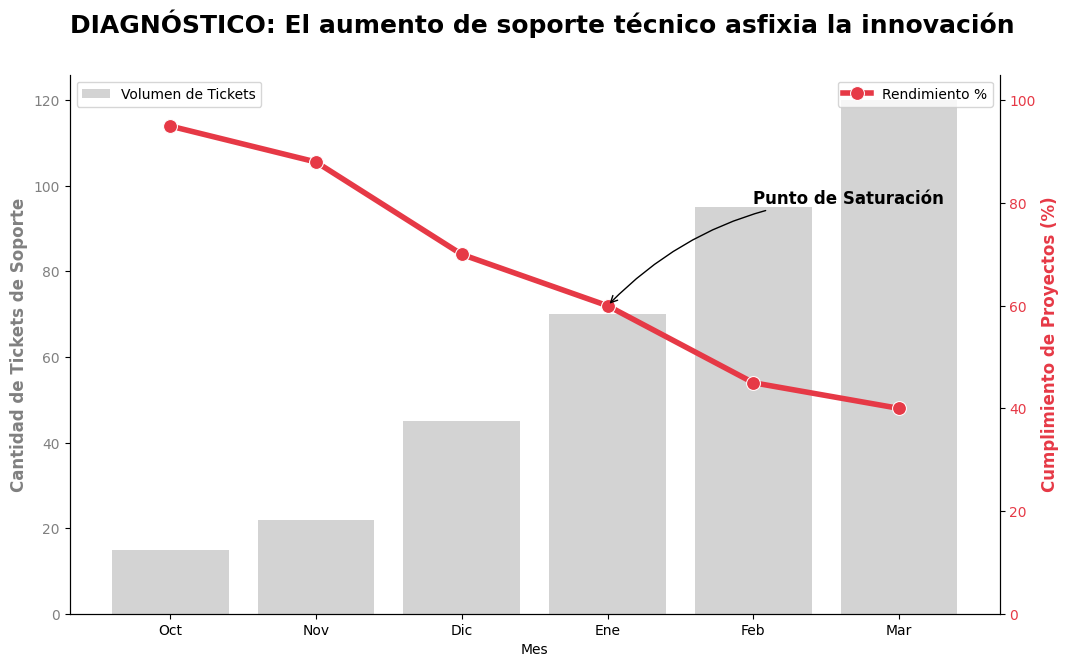 DIAGNÓSTICO: El aumento de soporte técnico asfixia la innovación
Volumen de Tickets
Rendimiento %
Punto de Saturación
Cantidad de Tickets de Soporte
120
100
80
60
40
20
0
Cumplimiento de Proyectos (%)
100
80
60
40
20
0
Oct
Nov
Dic
Ene
Feb
Mar
Mes